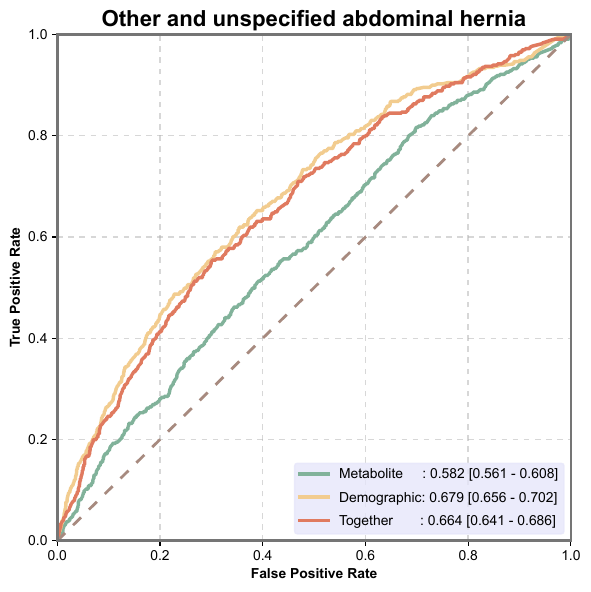 Other and unspecified abdominal hernia
1.0
0.8
0.6
0.4
0.2
0.0
True Positive Rate
Metabolite : 0.582 [0.561 - 0.608]
Demographic: 0.679 [0.656 - 0.702]
Together : 0.664 [0.641 - 0.686]
0.0 0.2 0.4 0.6 0.8 1.0
False Positive Rate